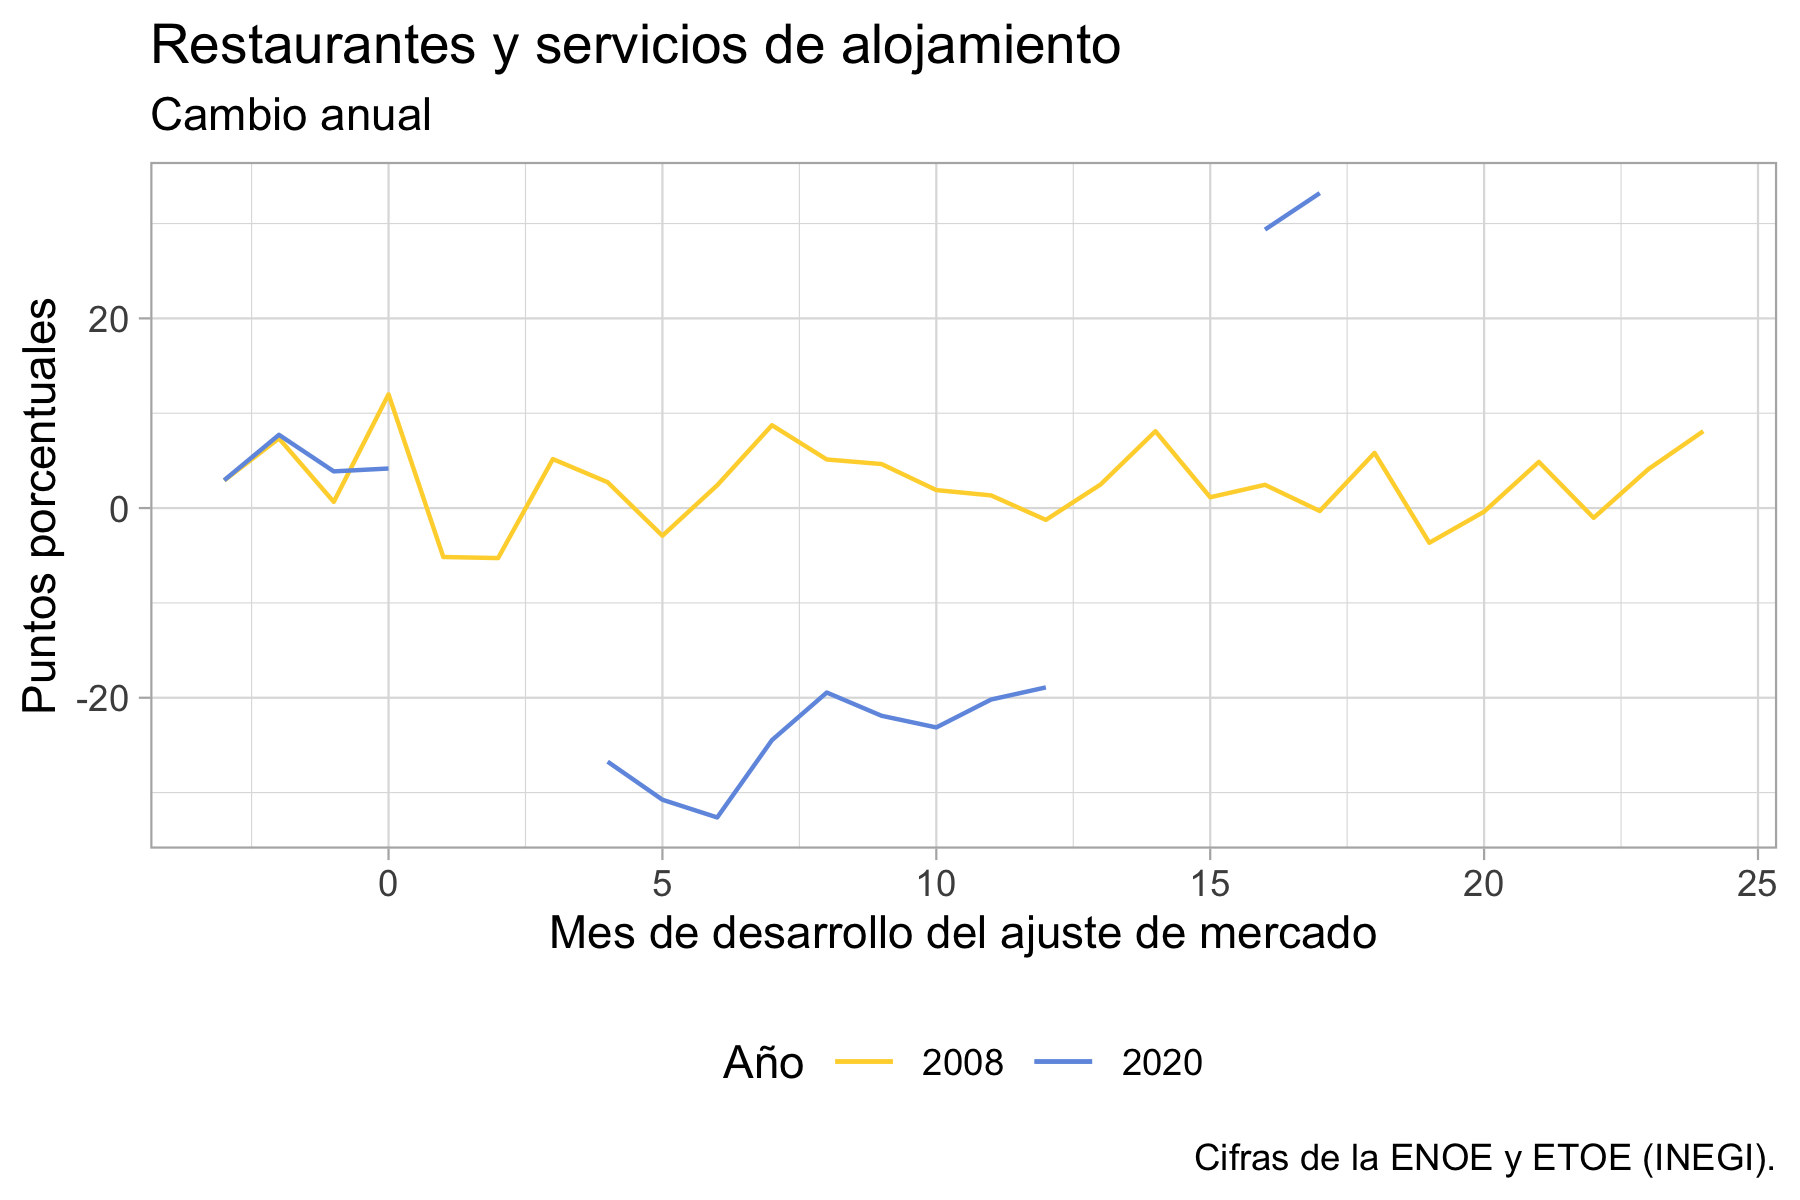 Restaurantes y servicios de alojamiento
Cambio anual
Puntos porcentuales
20
0
-20
0 5 10 15 20 25
Mes de desarrollo del ajuste de mercado
Año 2008 2020
Cifras de la ENOE y ETOE (INEGI).